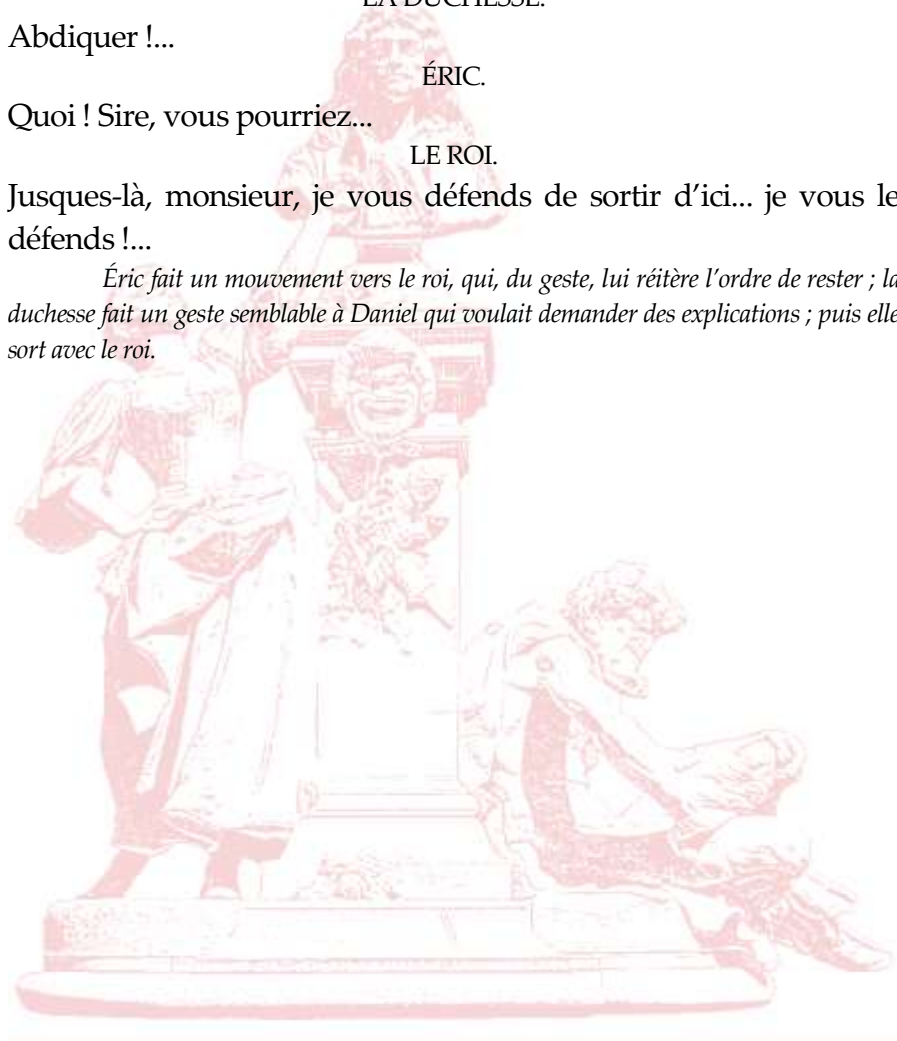 LA DUCHESSE.
Abdiquer !...
ÉRIC.
Quoi ! Sire, vous pourriez...
LE ROI.
Jusques-là, monsieur, je vous défends de sortir d'ici... je vous le
défends !...
Éric fait un mouvement vers le roi, qui, du geste, lui réitère l'ordre de rester ; la
duchesse fait un geste semblable à Daniel qui voulait demander des explications ; puis elle
sort avec le roi.